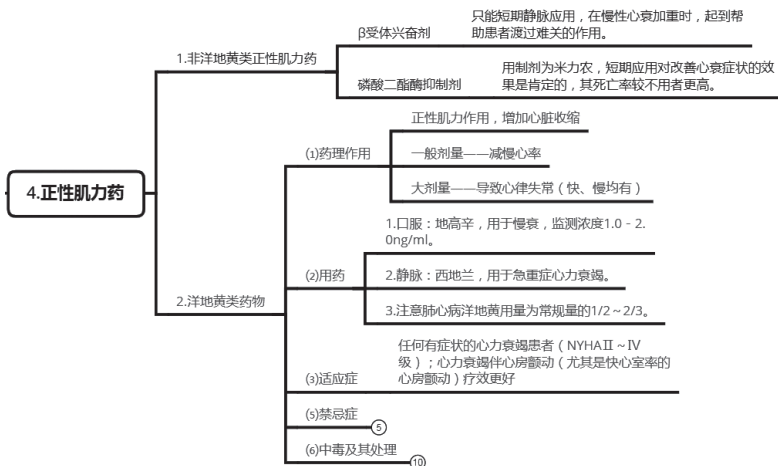 4.正性肌力药
1.非洋地黄类正性肌力药
β受体兴奋剂
只能短期静脉应用，在慢性心衰加重时，起到帮
助患者渡过难关的作用。
磷酸二酯酶抑制剂
用制剂为米力农，短期应用对改善心衰症状的效
果是肯定的，其死亡率较不用者更高。
2.洋地黄类药物
⑴药理作用
正性肌力作用，增加心脏收缩
一般剂量——减慢心率
大剂量——导致心律失常（快、慢均有）
⑵用药
1.口服：地高辛，用于慢衰，监测浓度1.0﹣2.
0ng/ml。
2.静脉：西地兰，用于急重症心力衰竭。
3.注意肺心病洋地黄用量为常规量的1/2～2/3。
⑶适应症
任何有症状的心力衰竭患者（NYHAⅡ～Ⅳ
级）；心力衰竭伴心房颤动（尤其是快心室率的
心房颤动）疗效更好
⑸禁忌症
5
⑹中毒及其处理
10